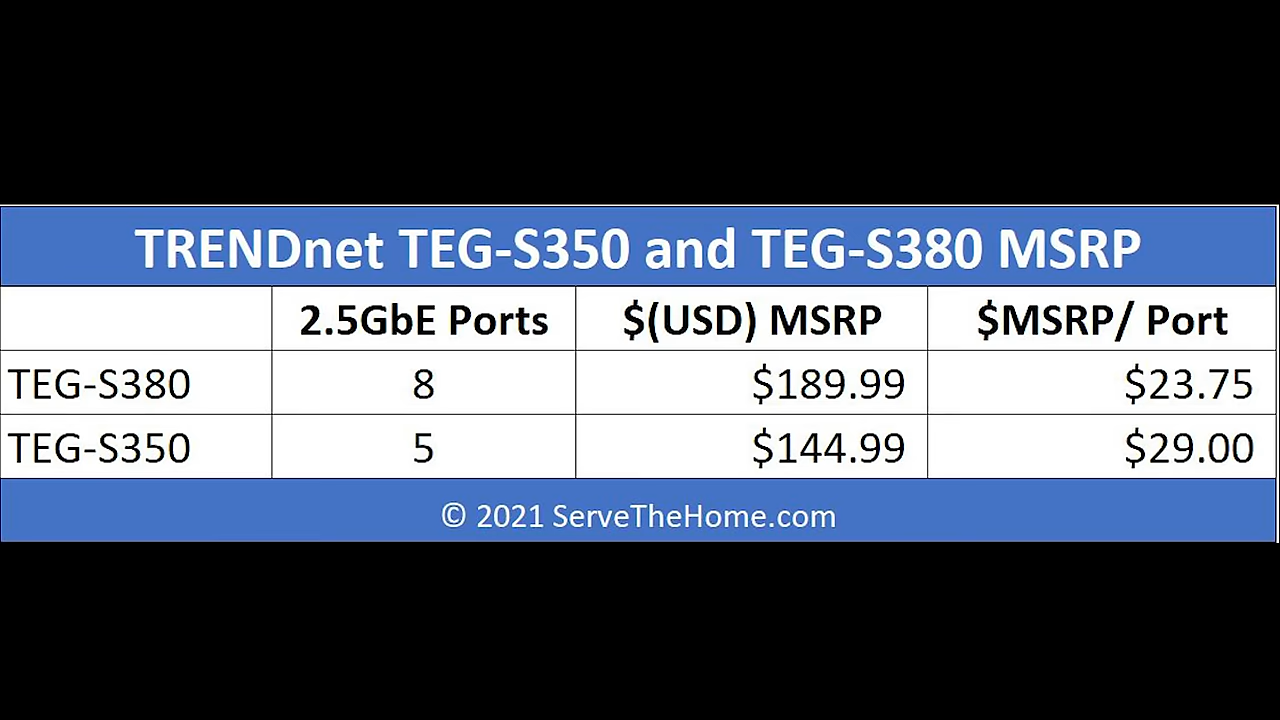 TRENDnet TEG-S350 and TEG-S380 MSRP
2.5GbE Ports $(USD) MSRP $MSRP/ Port
TEG-S380 8 $189.99 $23.75
TEG-S350 5 $144.99 $29.00
© 2021 ServeTheHome.com